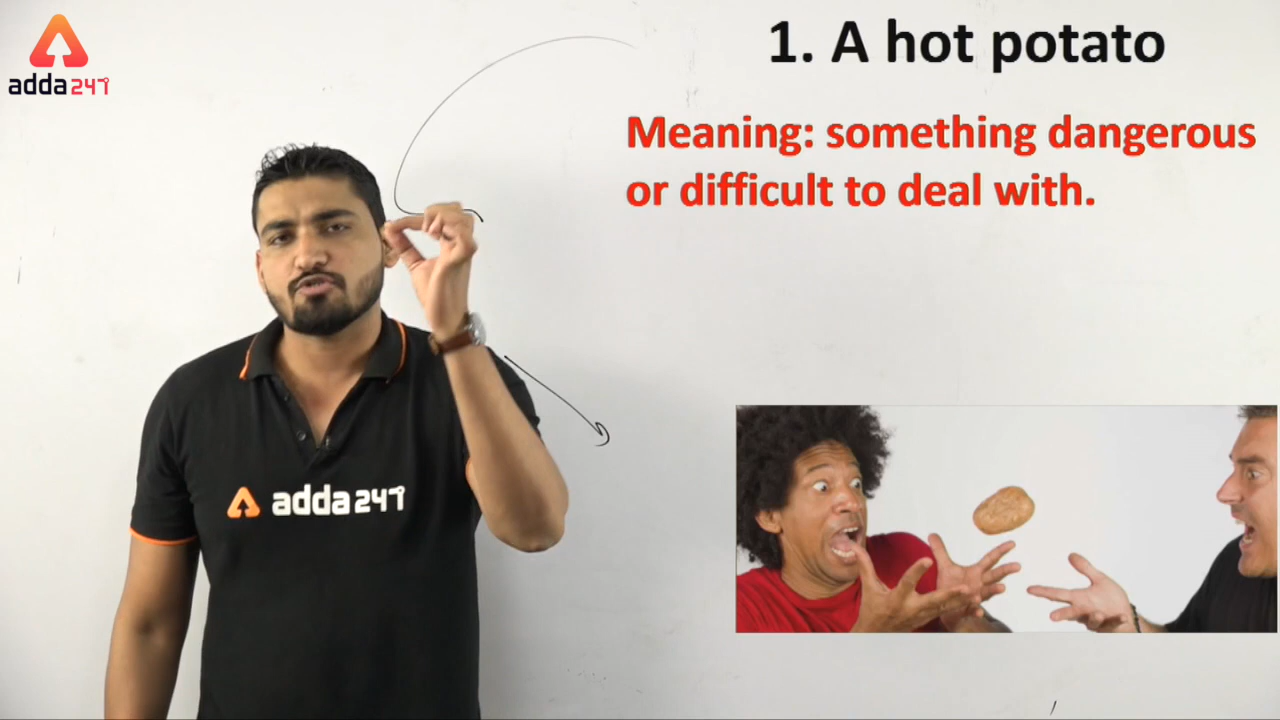 adda247
1. A hot potato
Meaning: something dangerous
or difficult to deal with.
adda247